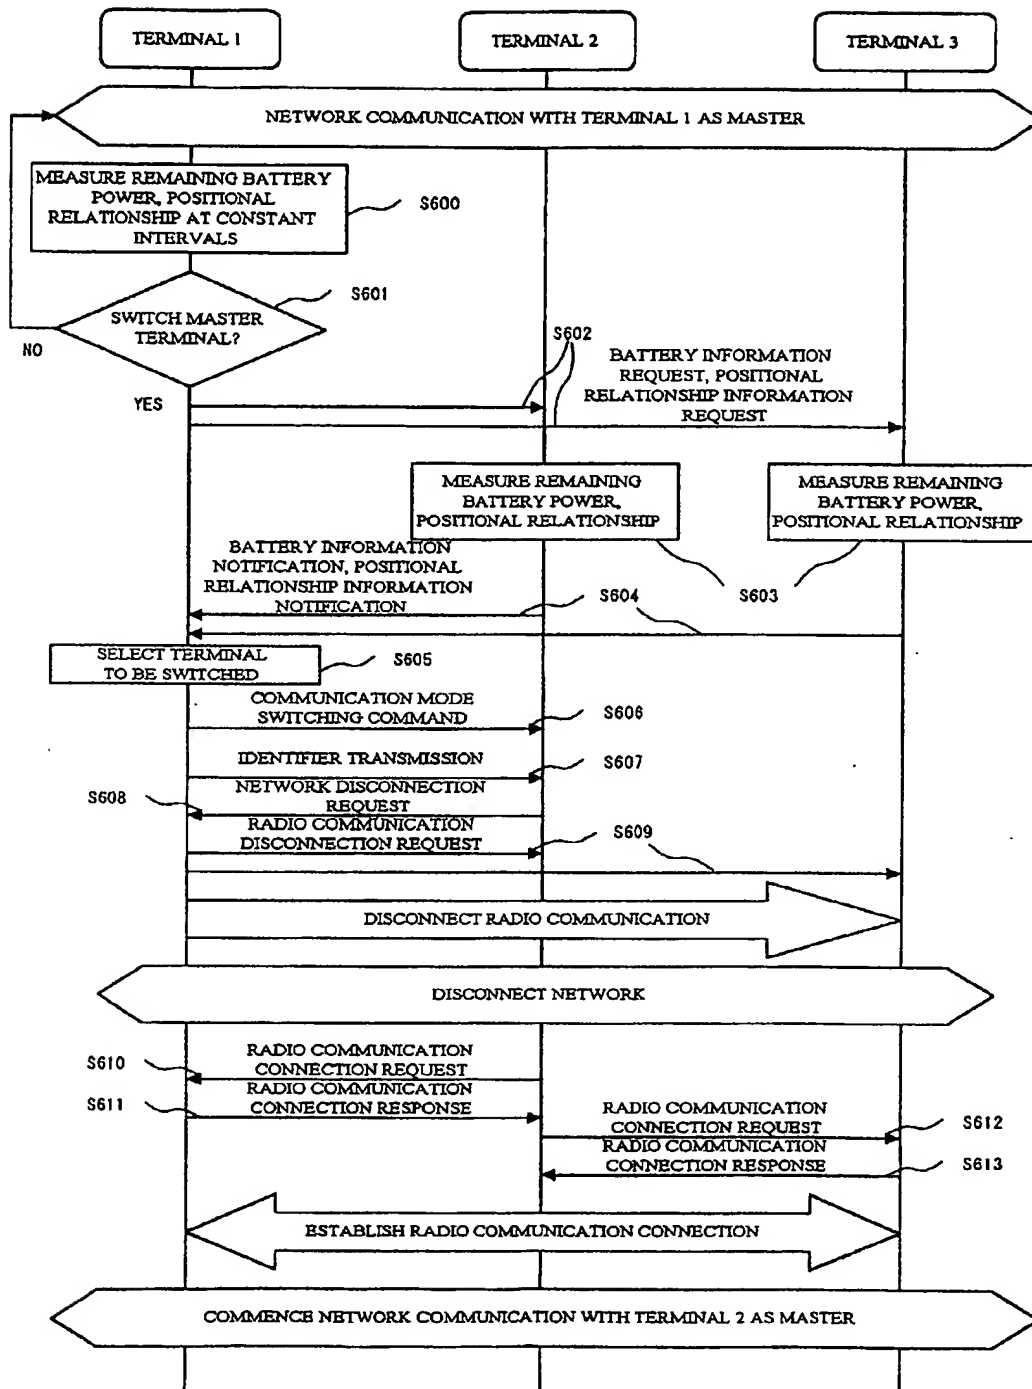 TERMINAL 1
TERMINAL 2
TERMINAL 3
NETWORK COMMUNICATION WITH TERMINAL 1 AS MASTER
MEASURE REMAINING BATTERY
POWER, POSITIONAL
RELATIONSHIP AT CONSTANT
INTERVALS
S600
S601
SWITCH MASTER
TERMINAL?
NO
YES
S602
BATTERY INFORMATION
REQUEST, POSITIONAL
RELATIONSHIP INFORMATION
REQUEST
MEASURE REMAINING
BATTERY POWER,
POSITIONAL RELATIONSHIP
MEASURE REMAINING
BATTERY POWER,
POSITIONAL RELATIONSHIP
S603
BATTERY INFORMATION
NOTIFICATION, POSITIONAL
RELATIONSHIP INFORMATION
NOTIFICATION
S604
SELECT TERMINAL
TO BE SWITCHED
S605
COMMUNICATION MODE
SWITCHING COMMAND
S606
IDENTIFIER TRANSMISSION
S607
NETWORK DISCONNECTION
REQUEST
S608
RADIO COMMUNICATION
DISCONNECTION REQUEST
S609
DISCONNECT RADIO COMMUNICATION
DISCONNECT NETWORK
RADIO COMMUNICATION
CONNECTION REQUEST
S610
RADIO COMMUNICATION
CONNECTION RESPONSE
S611
RADIO COMMUNICATION
CONNECTION REQUEST
S612
RADIO COMMUNICATION
CONNECTION RESPONSE
S613
ESTABLISH RADIO COMMUNICATION CONNECTION
COMMENCE NETWORK COMMUNICATION WITH TERMINAL 2 AS MASTER